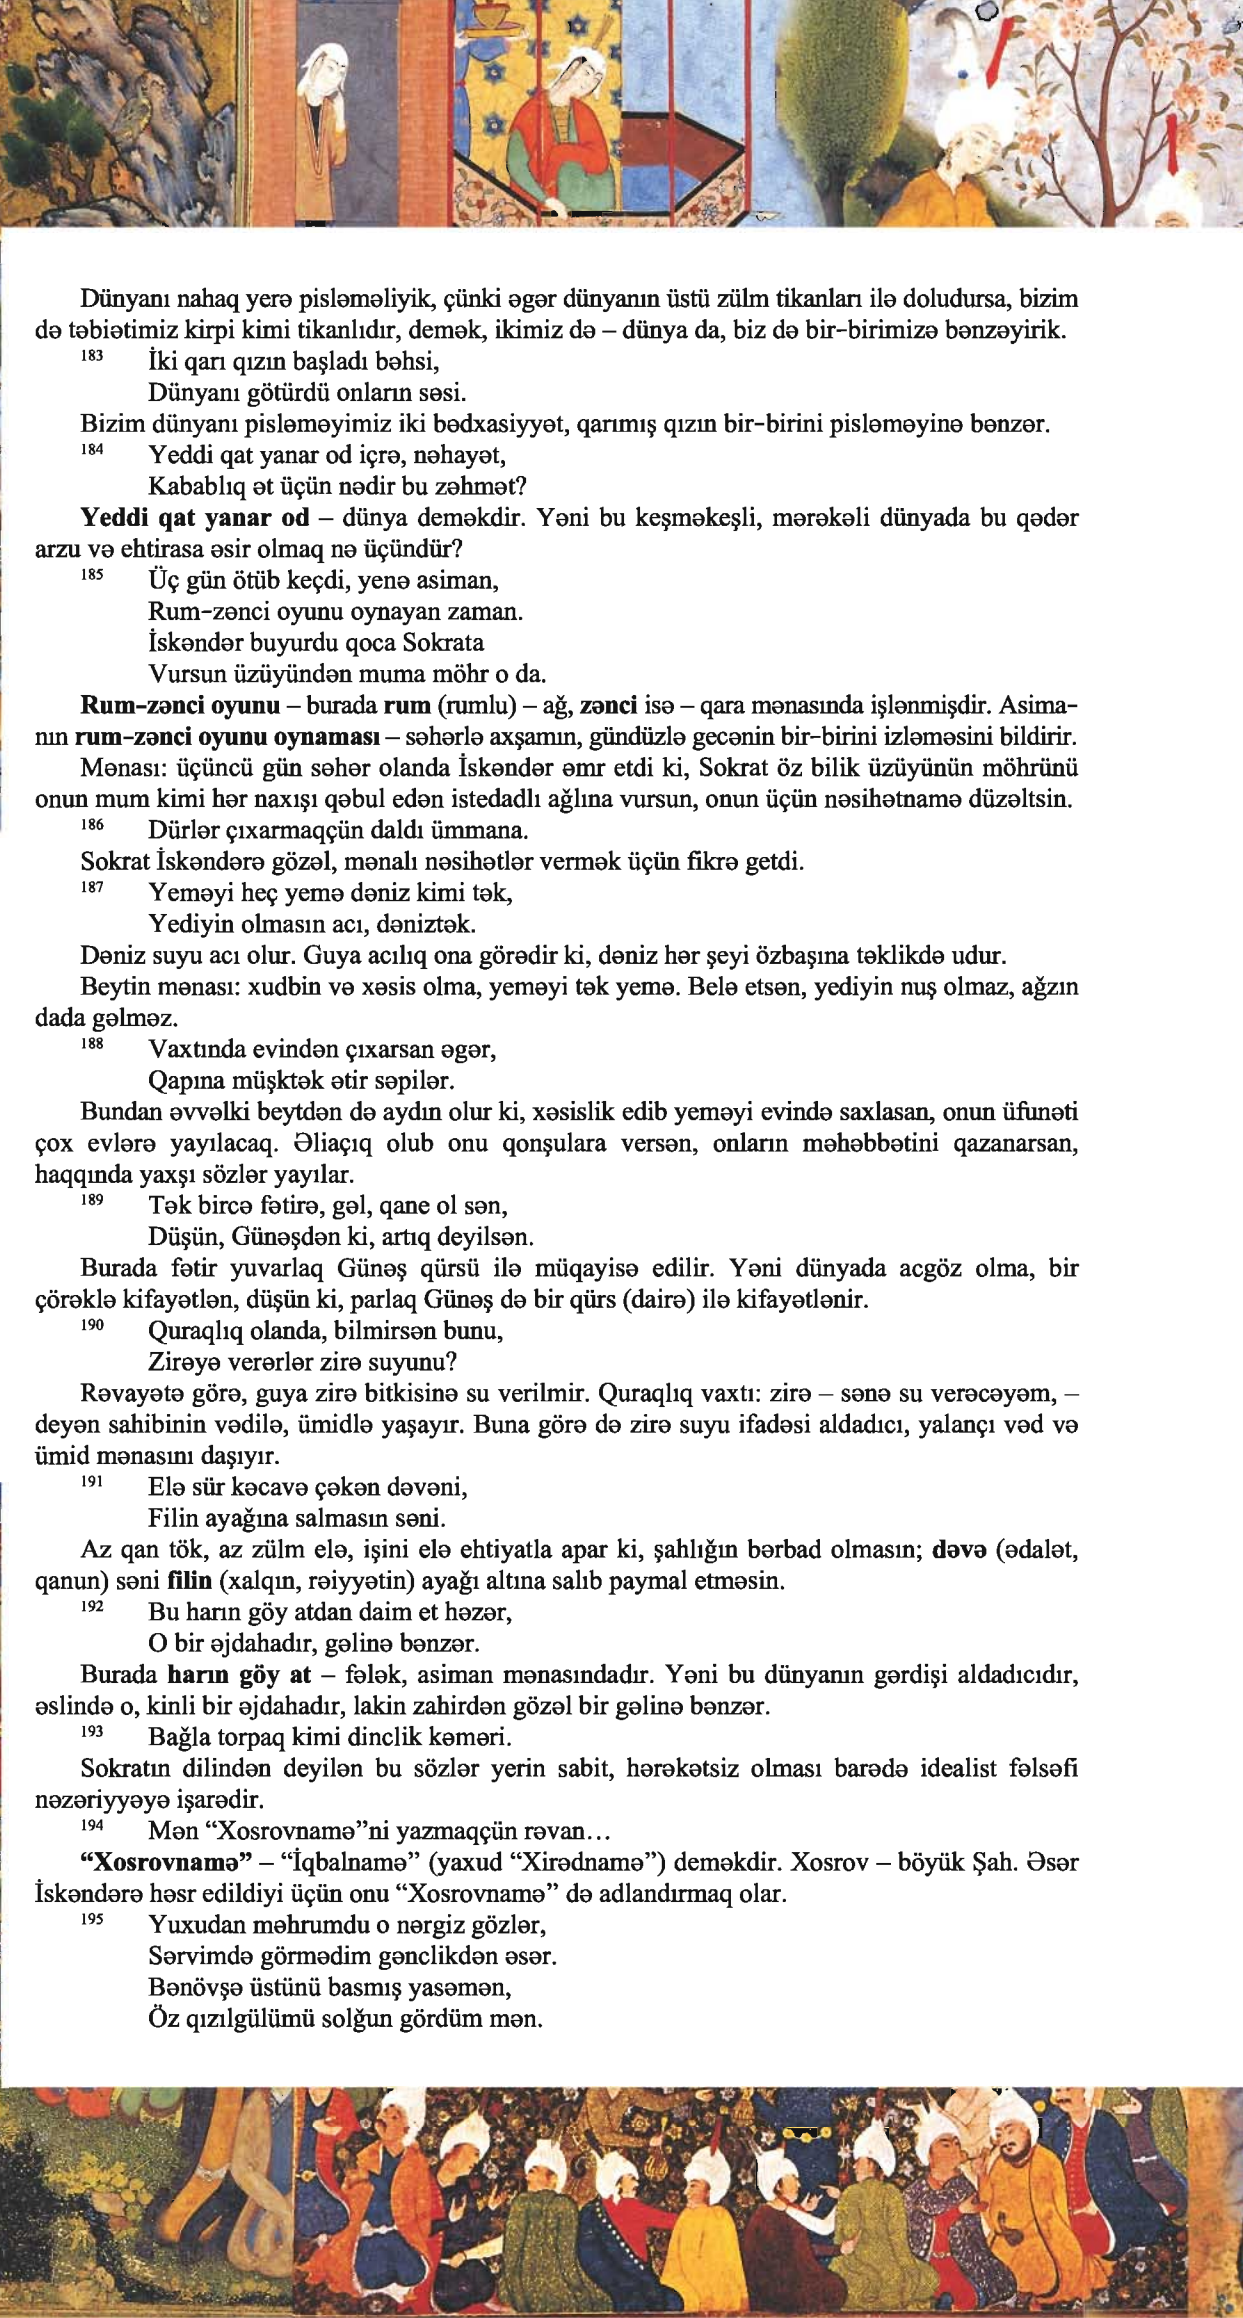 Dünyanı nahaq yerə pisləməliyik, çünki əgər dünyanın üstü zülm tikanları ilə doludursa, bizim
də təbiətimiz kirpi kimi tikanlıdır, demək, ikimiz də – dünya da, biz də bir-birimizə bənzəyirik.
183 İki qarı qızın başladı bəhsi,
Dünyanı götürdü onların səsi.
Bizim dünyanı pisləməyimiz iki bədxasiyyət, qarımış qızın bir-birini pisləməyinə bənzər.
184 Yeddi qat yanar od içrə, nəhayət,
Kabablıq ət üçün nədir bu zəhmət?
Yeddi qat yanar od – dünya deməkdir. Yəni bu keşməkeşli, mərəkəli dünyada bu qədər
arzu və ehtirasa əsir olmaq nə üçündür?
185 Üç gün ötüb keçdi, yenə asiman,
Rum-zənci oyunu oynayan zaman.
İskəndər buyurdu qoca Sokrata
Vursun üzüyündən muma möhr o da.
Rum-zənci oyunu – burada rum (rumlu) – ağ, zənci isə – qara mənasında işlənmişdir. Asima-
nın rum-zənci oyunu oynaması – səhərlə axşamın, gündüzlə gecənin bir-birini izləməsini bildirir.
Mənası: üçüncü gün səhər olanda İskəndər əmr etdi ki, Sokrat öz bilik üzüyünün möhrünü
onun mum kimi hər naxışı qəbul edən istedadlı ağlına vursun, onun üçün nəsihətnamə düzəltsin.
186 Dürlər çıxarmaqçün daldı ümmana.
Sokrat İskəndərə gözəl, mənalı nəsihətlər vermək üçün fikrə getdi.
187 Yeməyi heç yemə dəniz kimi tək,
Yediyin olmasın acı, dəniztək.
Dəniz suyu acı olur. Guya acılıq ona görədir ki, dəniz hər şeyi özbaşına təklikdə udur.
Beytin mənası: xudbin və xəsis olma, yeməyi tək yemə. Belə etsən, yediyin nuş olmaz, ağzın
dada gəlməz.
188 Vaxtında evindən çıxarsan əgər,
Qapına müşktək ətir səpilər.
Bundan əvvəlki beytdən də aydın olur ki, xəsislik edib yeməyi evində saxlasan, onun üfunəti
çox evlərə yayılacaq. Əliaçıq olub onu qonşulara versən, onların məhəbbətini qazanarsan,
haqqında yaxşı sözlər yayılar.
189 Tək bircə fətirə, gəl, qane ol sən,
Düşün, Günəşdən ki, artıq deyilsən.
Burada fətir yuvarlaq Günəş qürsü ilə müqayisə edilir. Yəni dünyada acgöz olma, bir
çörəklə kifayətlən, düşün ki, parlaq Günəş də bir qürs (dairə) ilə kifayətlənir.
190 Quraqlıq olanda, bilmirsən bunu,
Zirəyə verərlər zirə suyunu?
Rəvayətə görə, guya zirə bitkisinə su verilmir. Quraqlıq vaxtı: zirə – sənə su verəcəyəm, –
deyən sahibinin vədilə, ümidlə yaşayır. Buna görə də zirə suyu ifadəsi aldadıcı, yalançı vəd və
ümid mənasını daşıyır.
191 Elə sür kəcavə çəkən dəvəni,
Filin ayağına salmasın səni.
Az qan tök, az zülm elə, işini elə ehtiyatla apar ki, şahlığın bərbad olmasın; dəvə (ədalət,
qanun) səni filin (xalqın, rəiyyətin) ayağı altına salıb paymal etməsin.
192 Bu harın göy atdan daim et həzər,
O bir əjdahadır, gəlinə bənzər.
Burada harın göy at – fələk, asiman mənasındadır. Yəni bu dünyanın gərdişi aldadıcıdır,
əslində o, kinli bir əjdahadır, lakin zahirdən gözəl bir gəlinə bənzər.
193 Bağla torpaq kimi dinclik kəməri.
Sokratın dilindən deyilən bu sözlər yerin sabit, hərəkətsiz olması barədə idealist fəlsəfi
nəzəriyyəyə işarədir.
194 Mən “Xosrovnamə”ni yazmaqçün rəvan...
“Xosrovnamə” – “İqbalnamə” (yaxud “Xirədnamə”) deməkdir. Xosrov – böyük Şah. Əsər
İskəndərə həsr edildiyi üçün onu “Xosrovnamə” də adlandırmaq olar.
195 Yuxudan məhrumdu o nərgiz gözlər,
Sərvimdə görmədim gənclikdən əsər.
Bənövşə üstünü basmış yasəmən,
Öz qızılgülümü solğun gördüm mən.